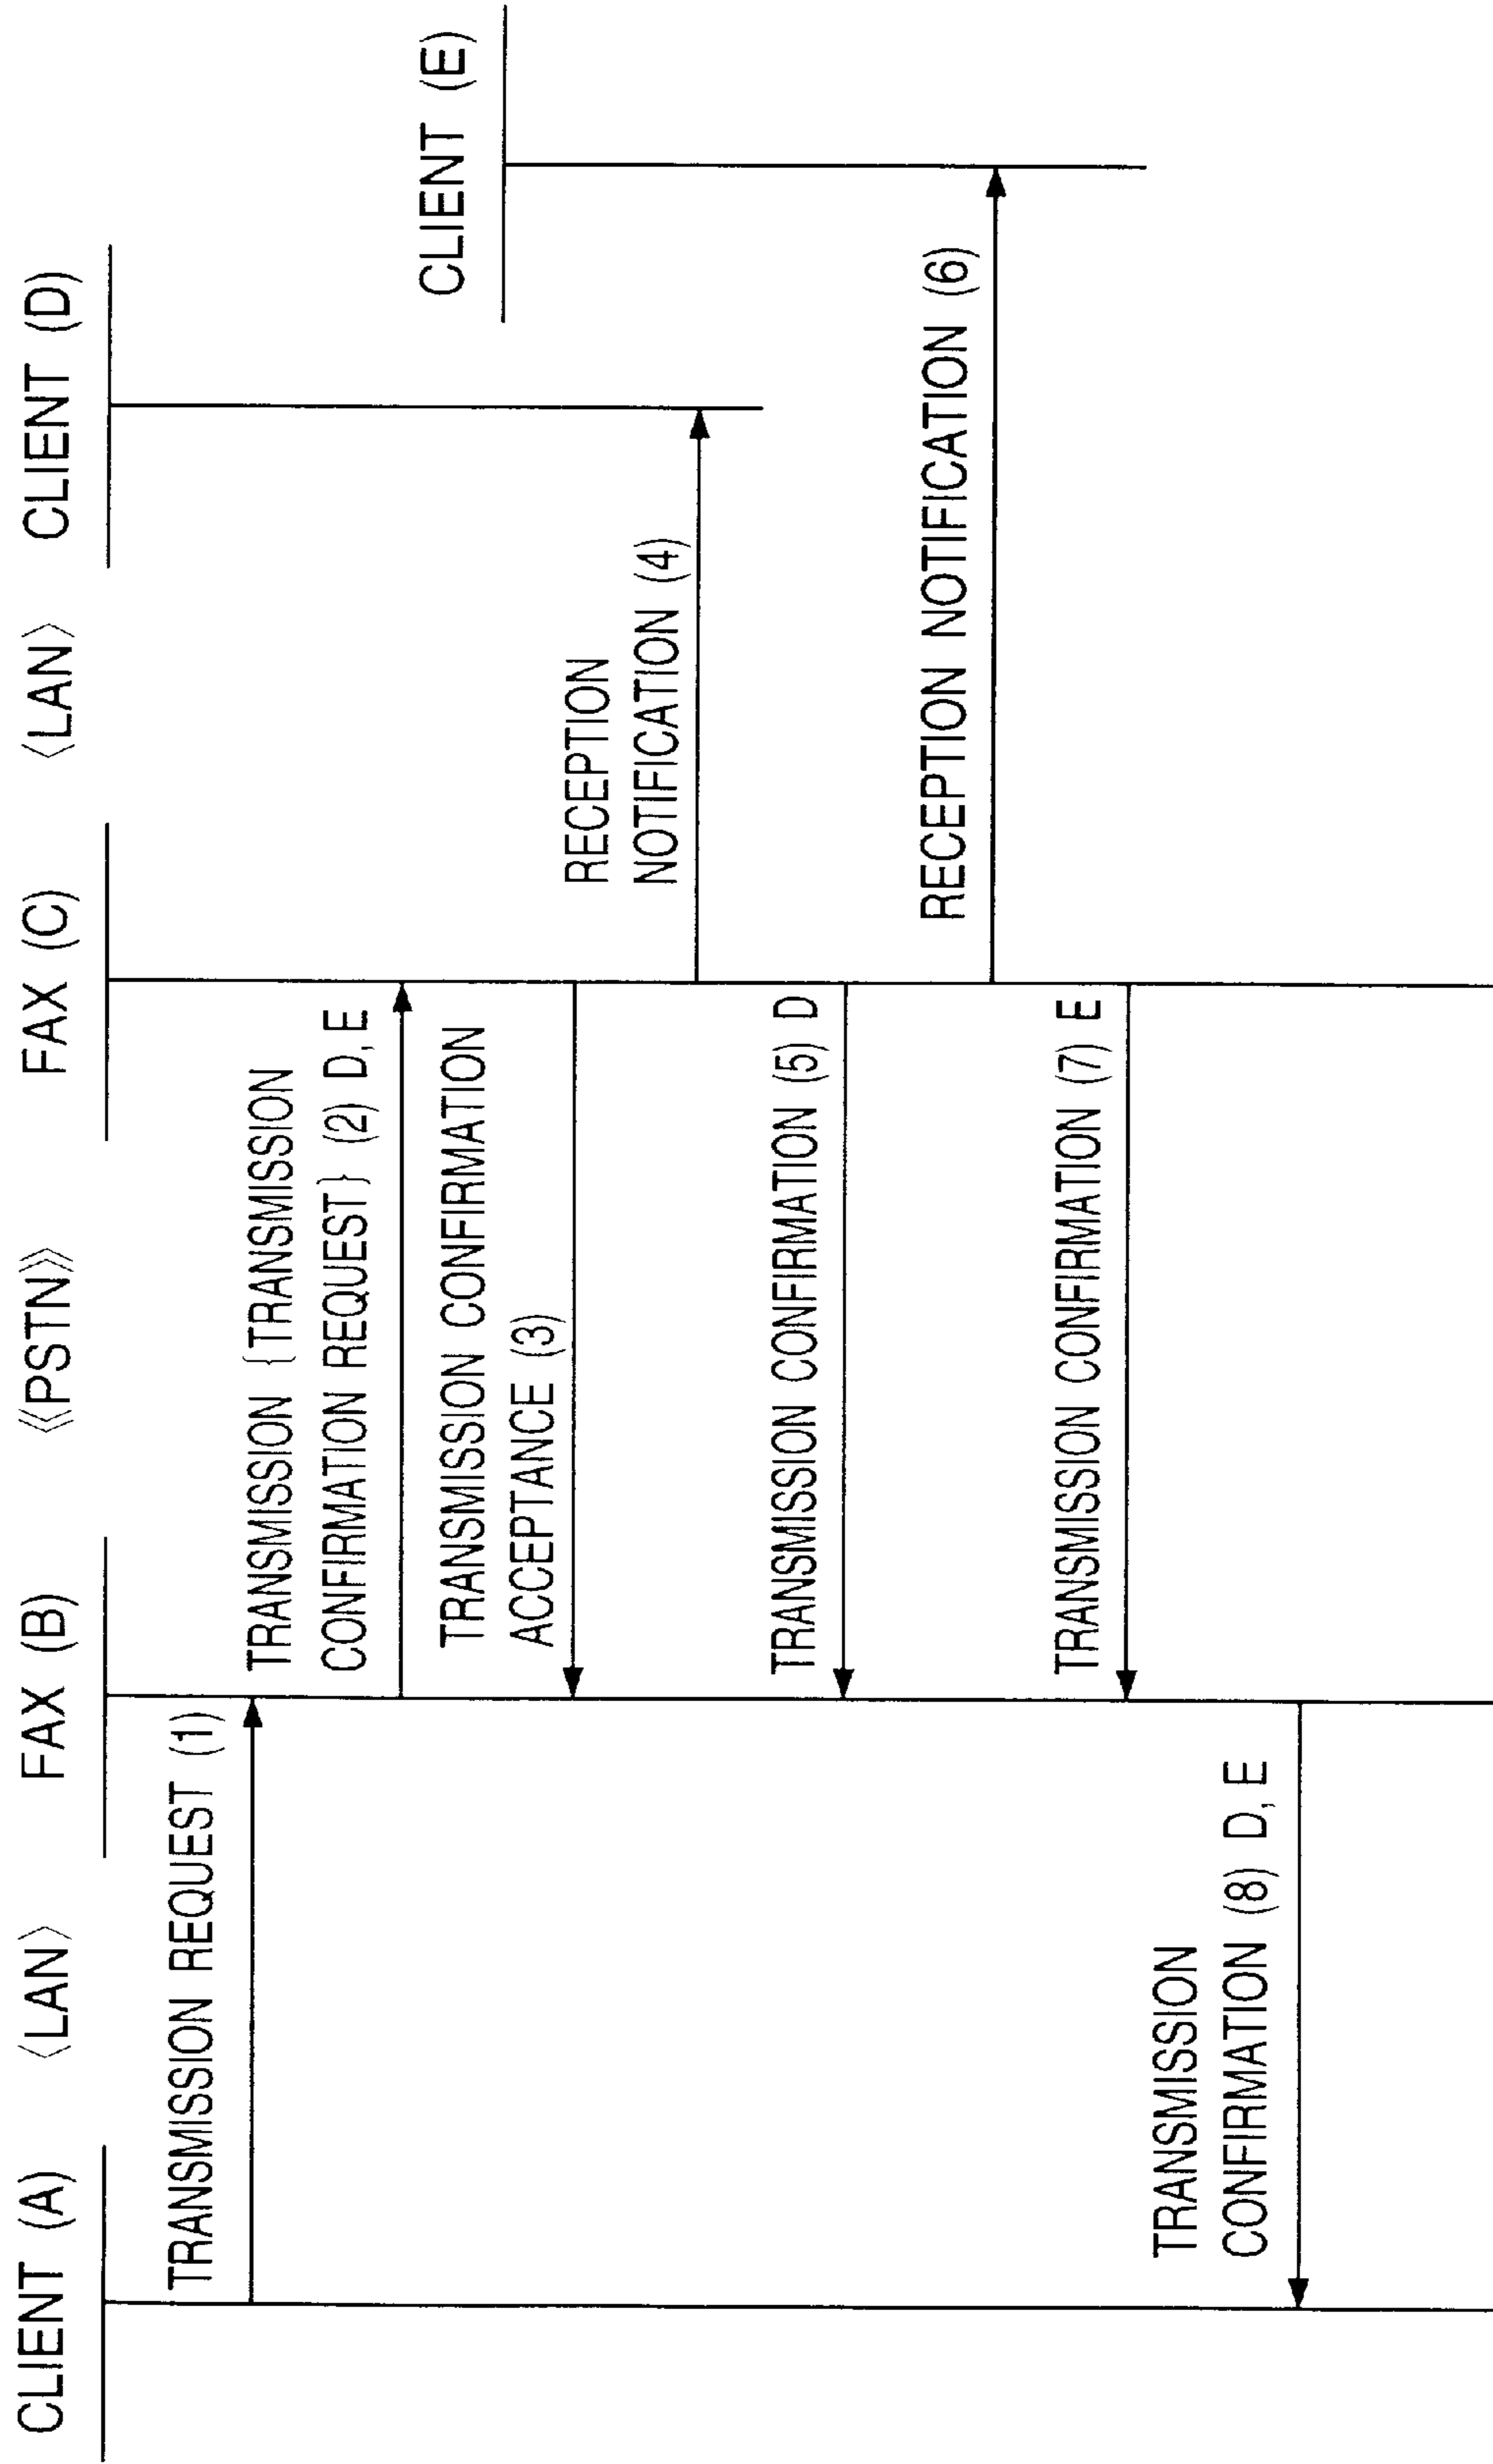 CLIENT (A) 〈LAN〉 FAX (B) 《PSTN》 FAX (C) 〈LAN〉 CLIENT (D)
CLIENT (E)
TRANSMISSION REQUEST (1)
TRANSMISSION {TRANSMISSION
CONFIRMATION REQUEST} (2) D, E
TRANSMISSION CONFIRMATION
ACCEPTANCE (3)
RECEPTION
NOTIFICATION (4)
TRANSMISSION CONFIRMATION (5) D
RECEPTION NOTIFICATION (6)
TRANSMISSION CONFIRMATION (7) E
TRANSMISSION
CONFIRMATION (8) D, E